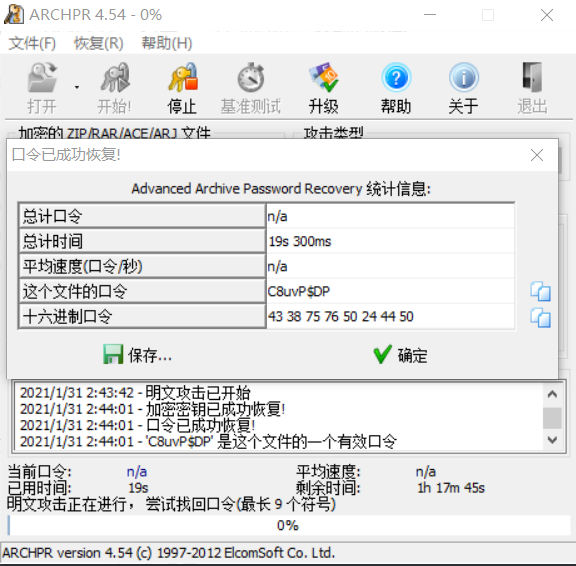 ARCHPR 4.54 - 0%
文件(F) 恢复(R) 帮助(H)
打开 开始! 停止 基准测试 升级 帮助 关于 退出
加密的 ZIP/RAR/ACE/ARJ 文件 攻击类型
口令已成功恢复!
Advanced Archive Password Recovery 统计信息:
总计口令 n/a
总计时间 19s 300ms
平均速度(口令/秒) n/a
这个文件的口令 C8uvP$DP
十六进制口令 43 38 75 76 50 24 44 50
保存... 确定
2021/1/31 2:43:42 - 明文攻击已开始
2021/1/31 2:44:01 - 加密密钥已成功恢复!
2021/1/31 2:44:01 - 口令已成功恢复!
2021/1/31 2:44:01 - 'C8uvP$DP' 是这个文件的一个有效口令
当前口令: n/a 平均速度: n/a
已用时间: 19s 剩余时间: 1h 17m 45s
明文攻击正在进行，尝试找回口令(最长 9 个符号)
0%
ARCHPR version 4.54 (c) 1997-2012 ElcomSoft Co. Ltd.